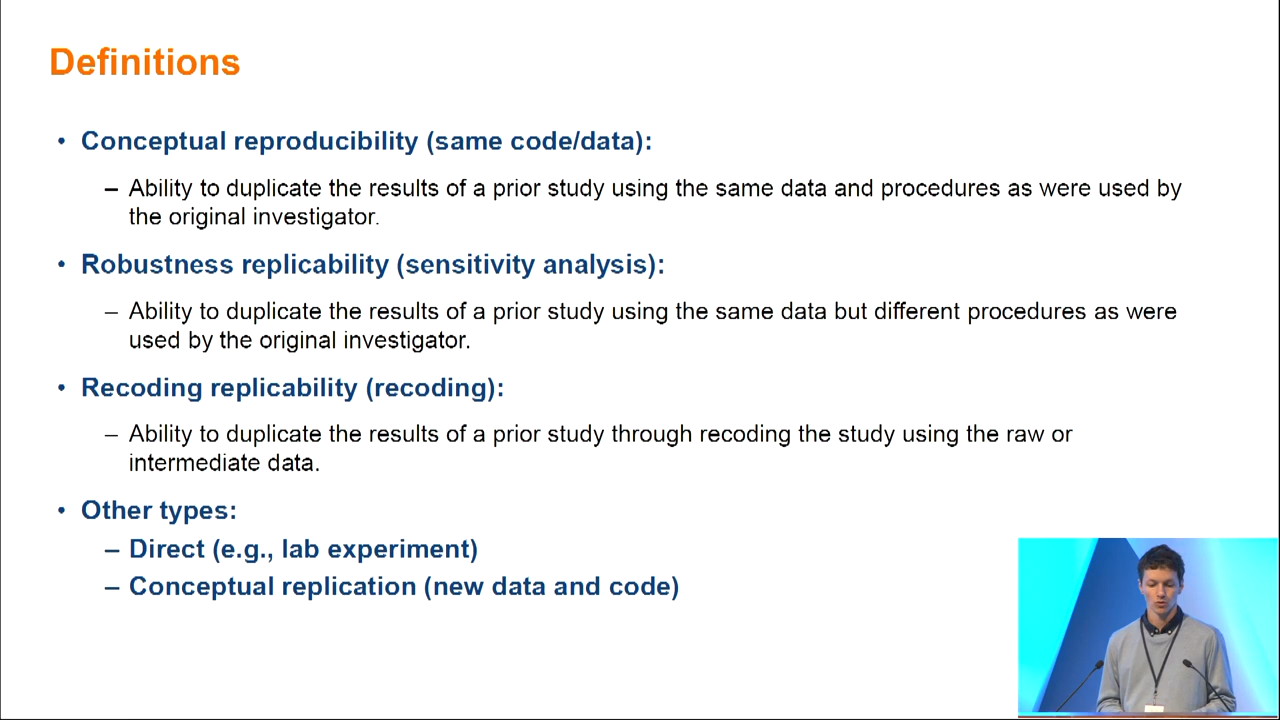 Definitions
• Conceptual reproducibility (same code/data):
– Ability to duplicate the results of a prior study using the same data and procedures as were used by
the original investigator.
• Robustness replicability (sensitivity analysis):
– Ability to duplicate the results of a prior study using the same data but different procedures as were
used by the original investigator.
• Recoding replicability (recoding):
– Ability to duplicate the results of a prior study through recoding the study using the raw or
intermediate data.
• Other types:
– Direct (e.g., lab experiment)
– Conceptual replication (new data and code)